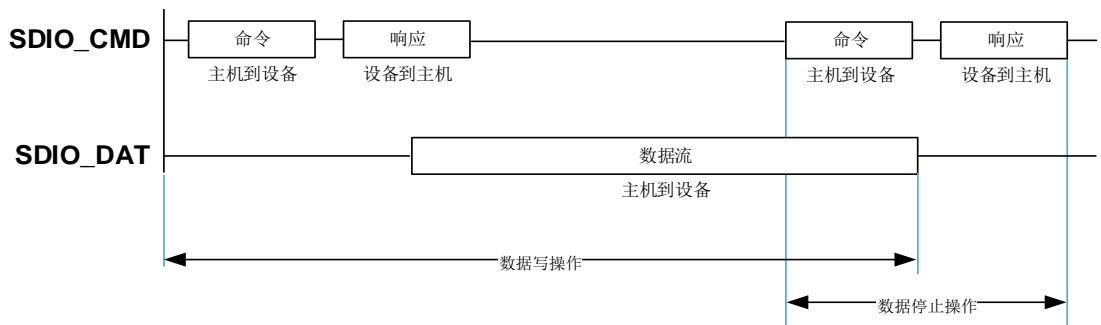 SDIO_CMD
命令
响应
命令
响应
主机到设备
设备到主机
主机到设备
设备到主机
SDIO_DAT
数据流
主机到设备
数据写操作
数据停止操作